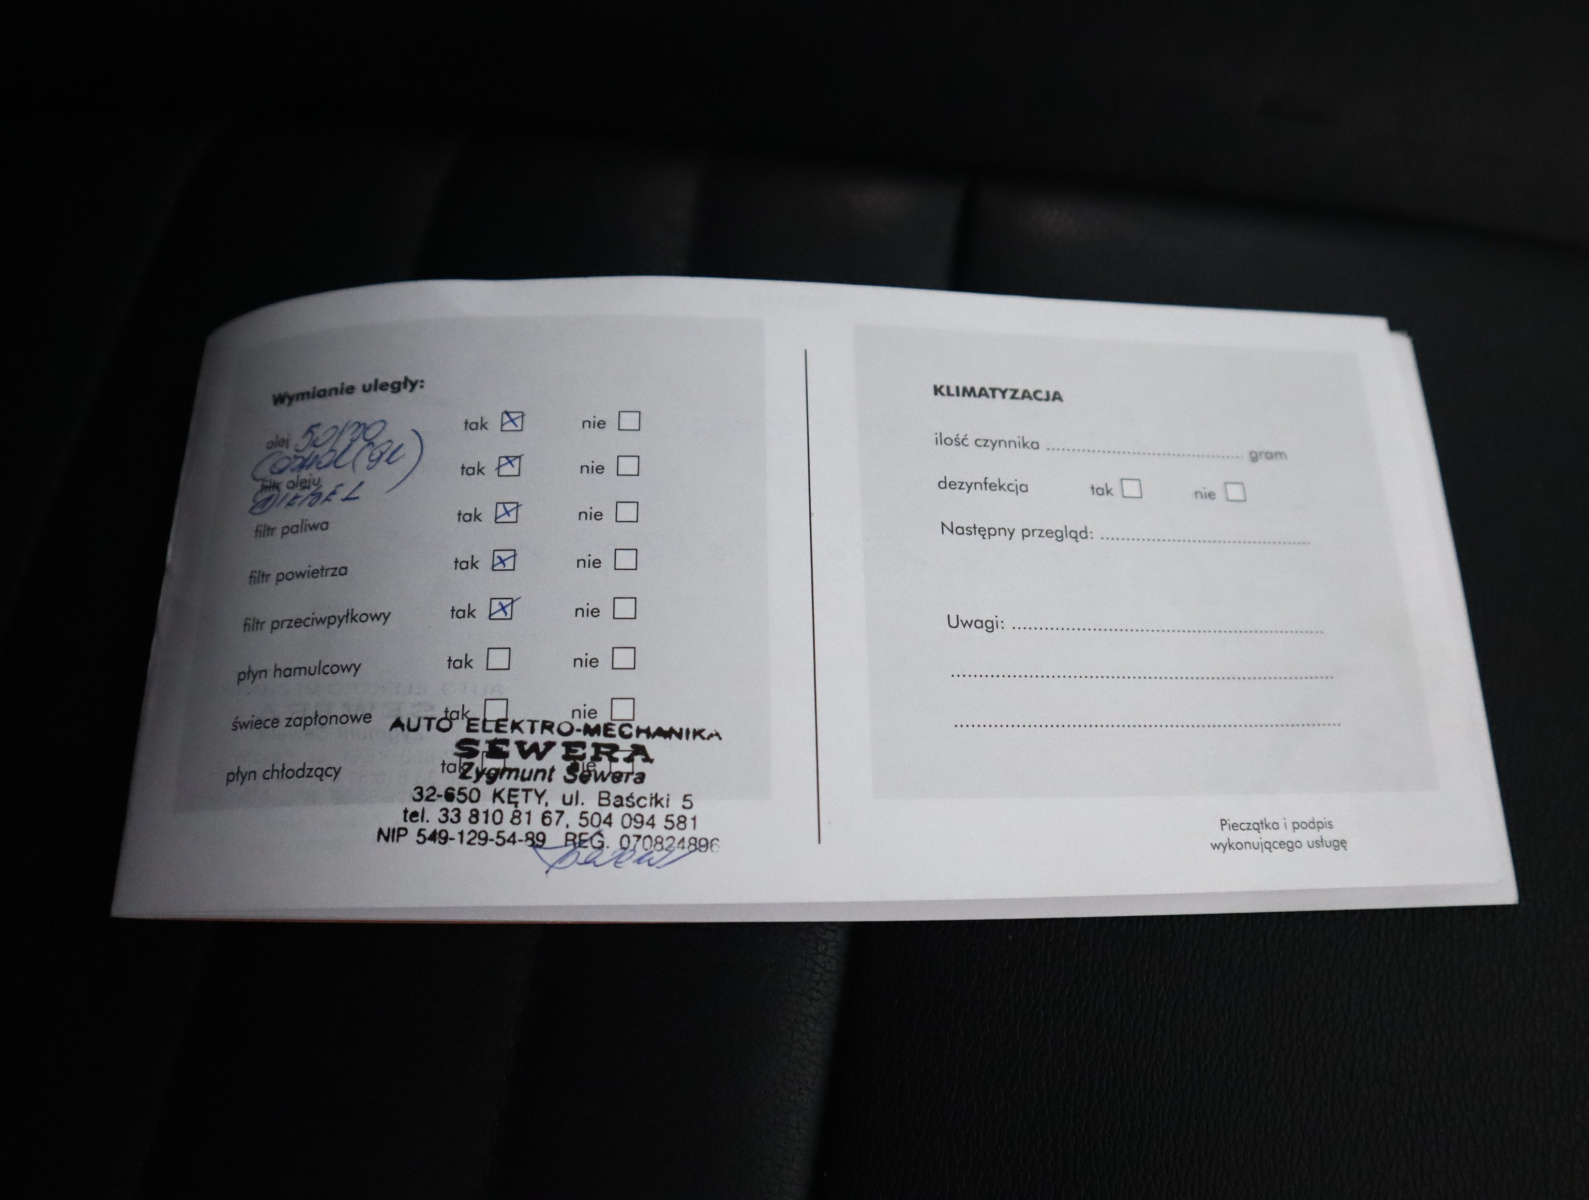 Wymianie uległy:
olej 50/30 tak nie
Castrol (9L)
filtr oleju tak nie
DIESEL
filtr paliwa tak nie
filtr powietrza tak nie
filtr przeciwpyłkowy tak nie
płyn hamulcowy tak nie
świece zapłonowe tak nie
płyn chłodzący tak nie
AUTO ELEKTRO-MECHANIKA
SEWERA
Zygmunt Sewera
32-650 KĘTY, ul. Baściki 5
tel. 33 810 81 67, 504 094 581
NIP 549-129-54-89 REG. 070824896
KLIMATYZACJA
ilość czynnika gram
dezynfekcja tak nie
Następny przegląd:
Uwagi:
Pieczątka i podpis
wykonującego usługę